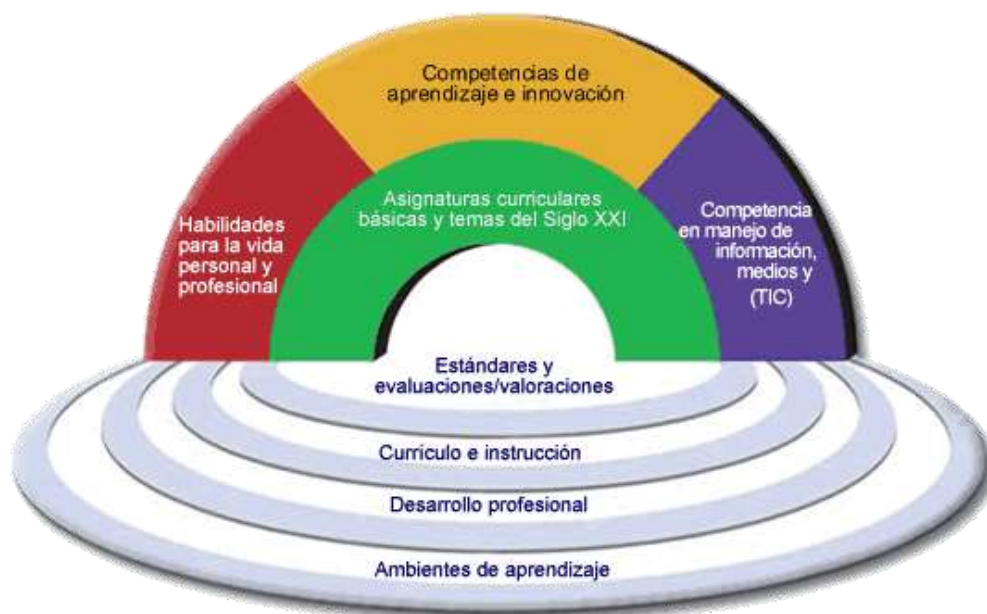 Competencias de
aprendizaje e innovación
Asignaturas curriculares
básicas y temas del Siglo XXI
Habilidades
para la vida
personal y
profesional
Competencia
en manejo de
información,
medios y
(TIC)
Estándares y
evaluaciones/valoraciones
Currículo e instrucción
Desarrollo profesional
Ambientes de aprendizaje